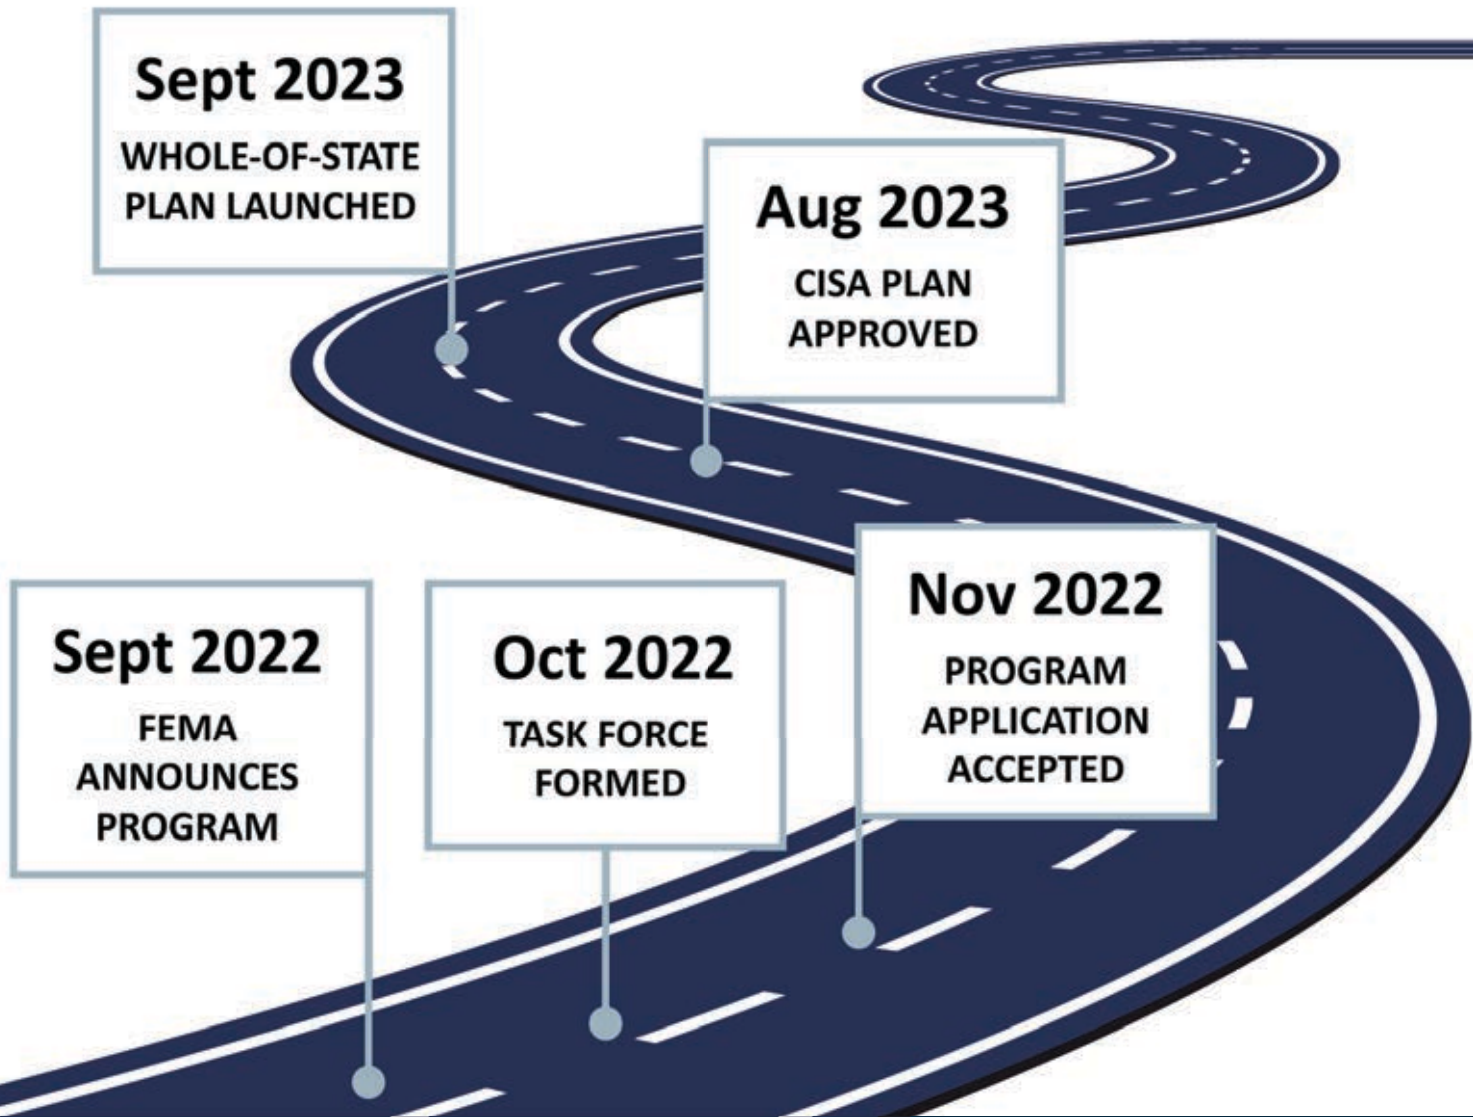 Sept 2023
WHOLE-OF-STATE
PLAN LAUNCHED
Aug 2023
CISA PLAN
APPROVED
Nov 2022
PROGRAM
APPLICATION
ACCEPTED
Sept 2022
FEMA
ANNOUNCES
PROGRAM
Oct 2022
TASK FORCE
FORMED